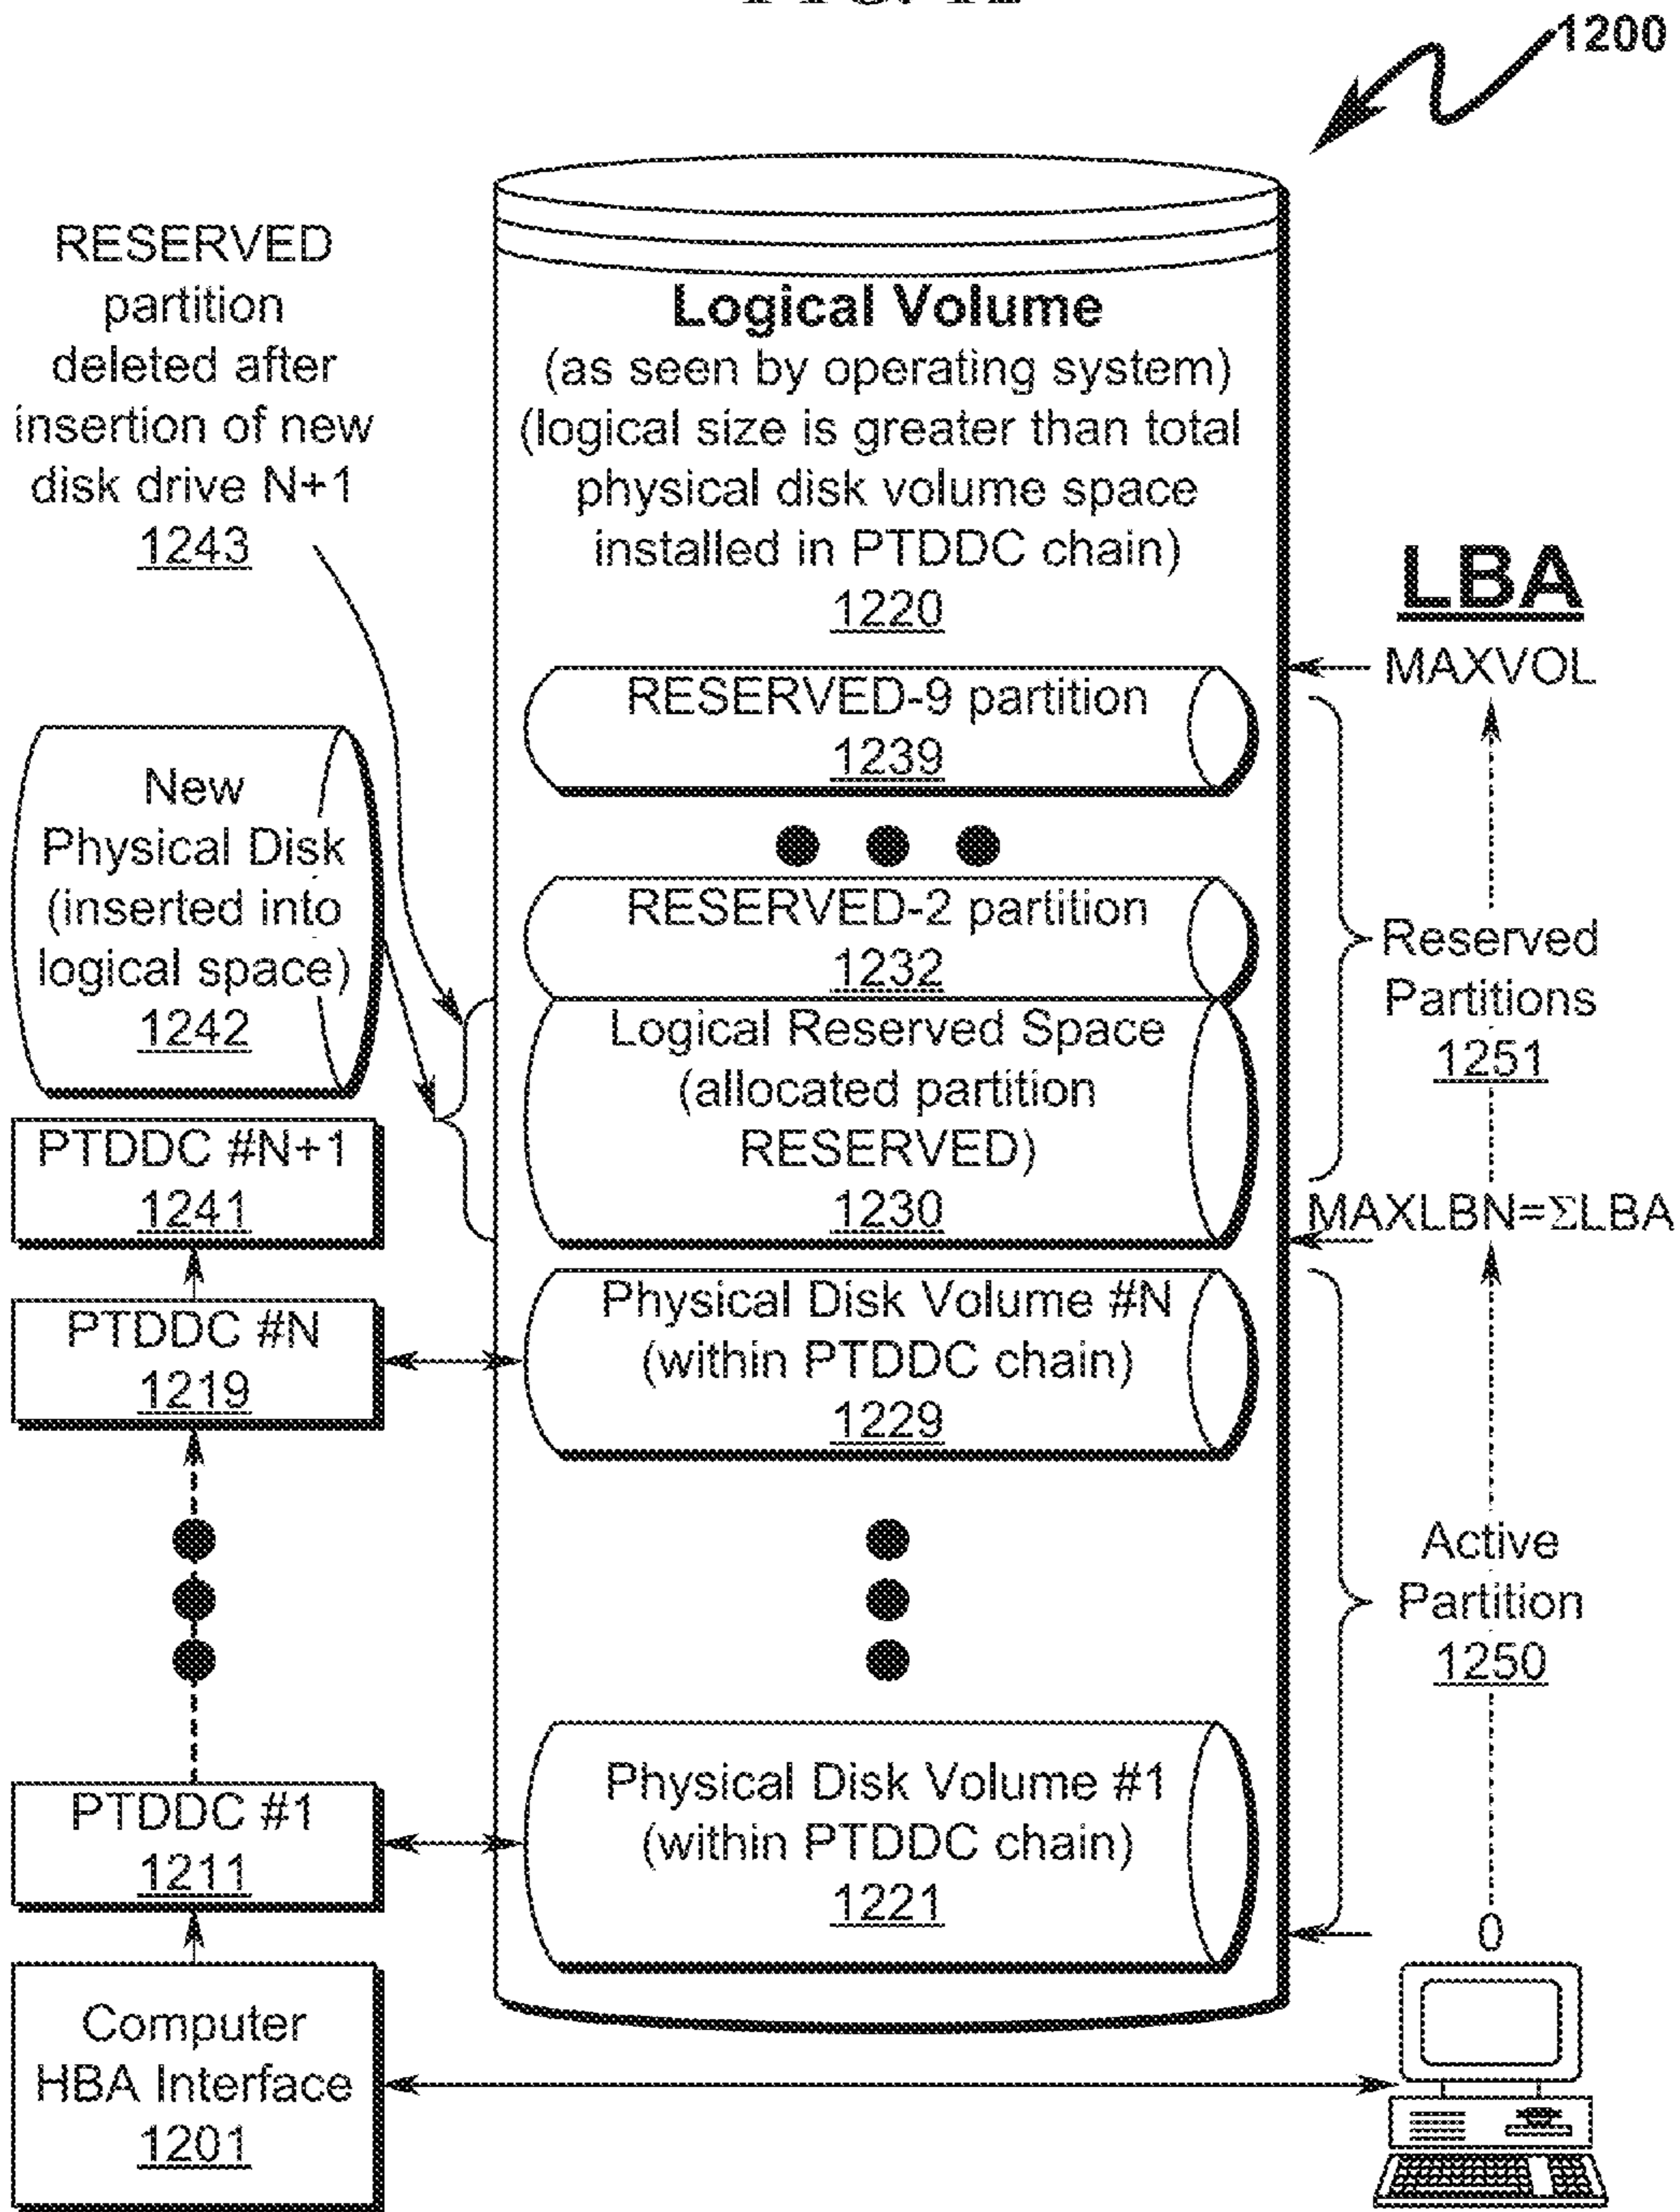 1200
RESERVED
partition
deleted after
insertion of new
disk drive N+1
1243
Logical Volume
(as seen by operating system)
(logical size is greater than total
physical disk volume space
installed in PTDDC chain)
1220
LBA
MAXVOL
RESERVED-9 partition
1239
New
Physical Disk
(inserted into
logical space)
1242
RESERVED-2 partition
1232
Reserved
Partitions
1251
Logical Reserved Space
(allocated partition
RESERVED)
1230
PTDDC #N+1
1241
MAXLBN=ΣLBA
PTDDC #N
1219
Physical Disk Volume #N
(within PTDDC chain)
1229
Active
Partition
1250
PTDDC #1
1211
Physical Disk Volume #1
(within PTDDC chain)
1221
0
Computer
HBA Interface
1201